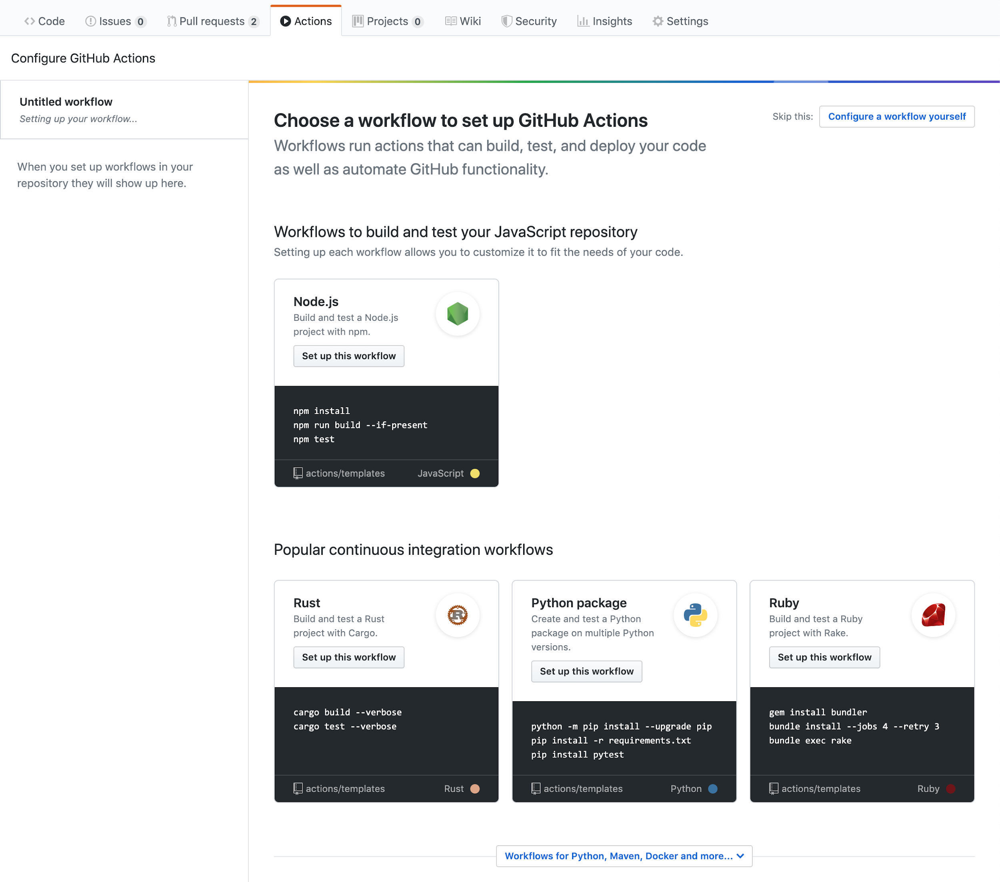 Code Issues 0 Pull requests 2 Actions Projects 0 Wiki Security Insights Settings
Configure GitHub Actions
Untitled workflow
Setting up your workflow...
When you set up workflows in your
repository they will show up here.
Choose a workflow to set up GitHub Actions
Skip this: Configure a workflow yourself
Workflows run actions that can build, test, and deploy your code
as well as automate GitHub functionality.
Workflows to build and test your JavaScript repository
Setting up each workflow allows you to customize it to fit the needs of your code.
Node.js
Build and test a Node.js
project with npm.
Set up this workflow
npm install
npm run build --if-present
npm test
actions/templates JavaScript
Popular continuous integration workflows
Rust
Build and test a Rust
project with Cargo.
Set up this workflow
cargo build --verbose
cargo test --verbose
actions/templates Rust
Python package
Create and test a Python
package on multiple Python
versions.
Set up this workflow
python -m pip install --upgrade pip
pip install -r requirements.txt
pip install pytest
actions/templates Python
Ruby
Build and test a Ruby
project with Rake.
Set up this workflow
gem install bundler
bundle install --jobs 4 --retry 3
bundle exec rake
actions/templates Ruby
Workflows for Python, Maven, Docker and more...